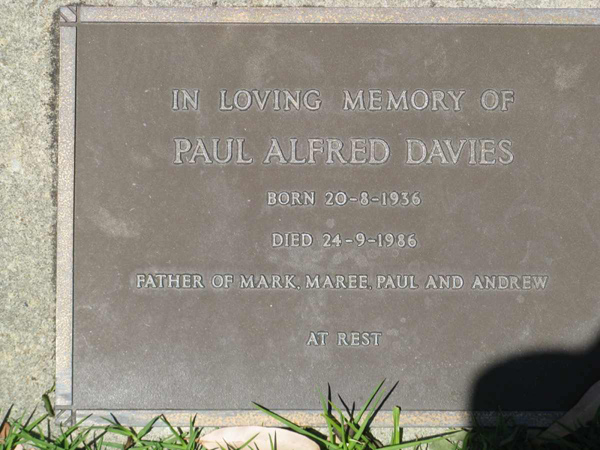 IN LOVING MEMORY OF
PAUL ALFRED DAVIES
BORN 20-8-1936
DIED 24-9-1986
FATHER OF MARK, MAREE, PAUL AND ANDREW
AT REST